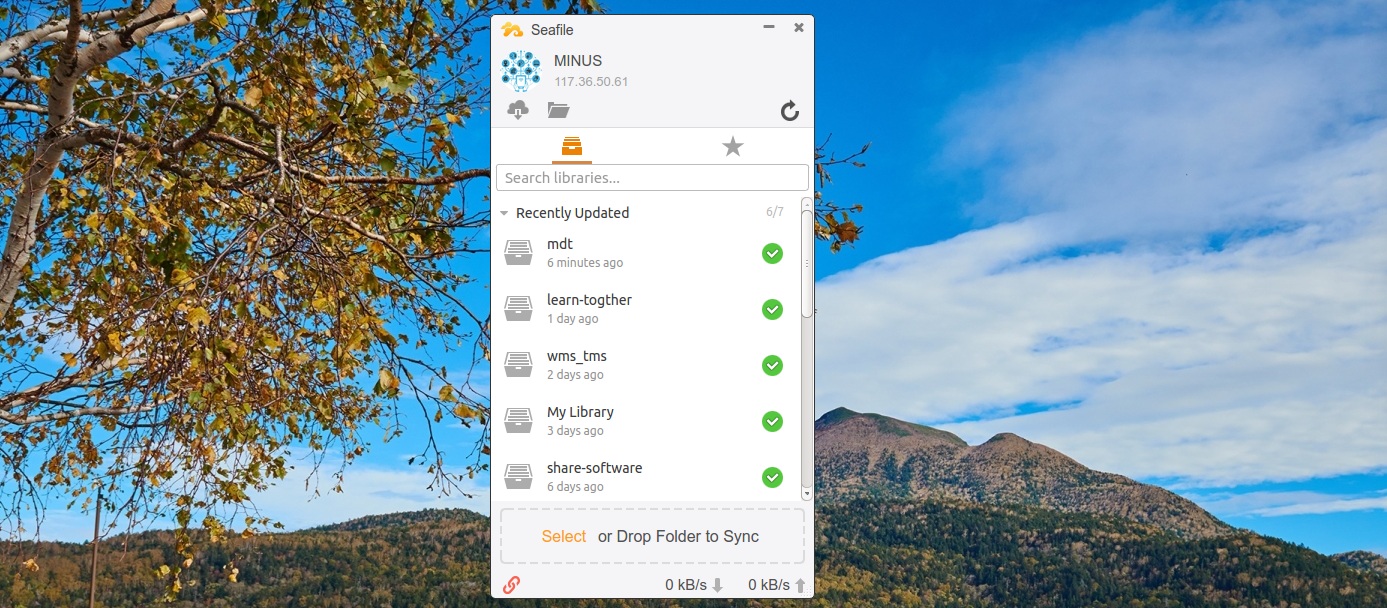 Seafile
MINUS
117.36.50.61
Search libraries...
Recently Updated 6/7
mdt
6 minutes ago
learn-togther
1 day ago
wms_tms
2 days ago
My Library
3 days ago
share-software
6 days ago
Select or Drop Folder to Sync
0 kB/s 0 kB/s